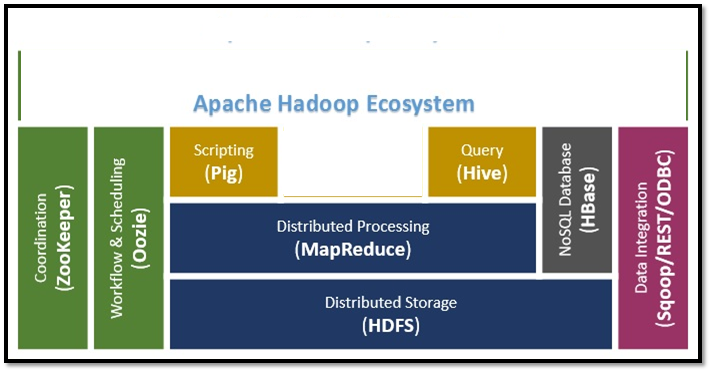 Apache Hadoop Ecosystem
Coordination
(ZooKeeper)
Workflow & Scheduling
(Oozie)
Scripting
(Pig)
Query
(Hive)
Distributed Processing
(MapReduce)
Distributed Storage
(HDFS)
NoSQL Database
(HBase)
Data Integration
(Sqoop/REST/ODBC)